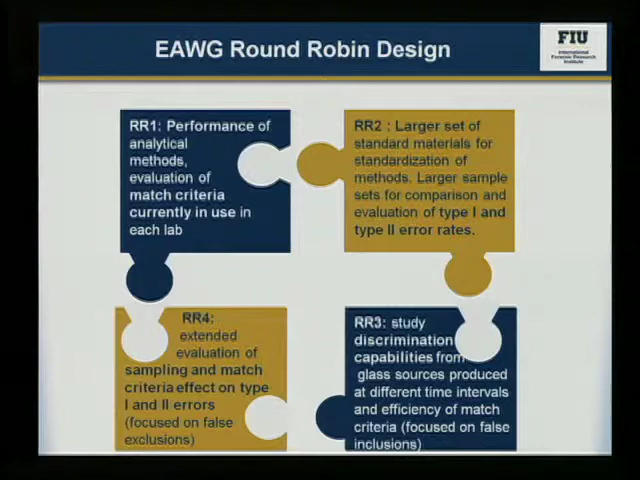 EAWG Round Robin Design
FIU
International
Forensic Research
Institute
RR1: Performance of
analytical
methods,
evaluation of
match criteria
currently in use in
each lab
RR2 : Larger set of
standard materials for
standardization of
methods. Larger sample
sets for comparison and
evaluation of type I and
type II error rates.
RR4:
extended
evaluation of
sampling and match
criteria effect on type
I and II errors
(focused on false
exclusions)
RR3: study
discrimination
capabilities from
glass sources produced
at different time intervals
and efficiency of match
criteria (focused on false
inclusions)